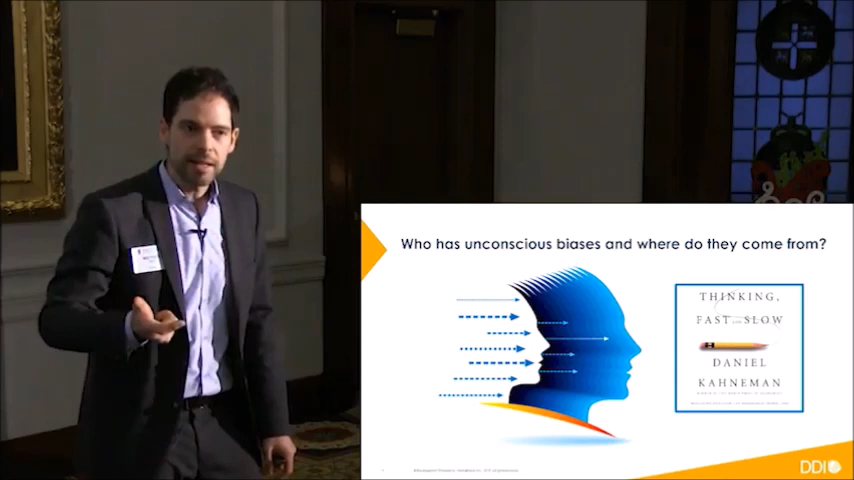 Who has unconscious biases and where do they come from?
THINKING,
FAST AND SLOW
DANIEL
KAHNEMAN
DDI